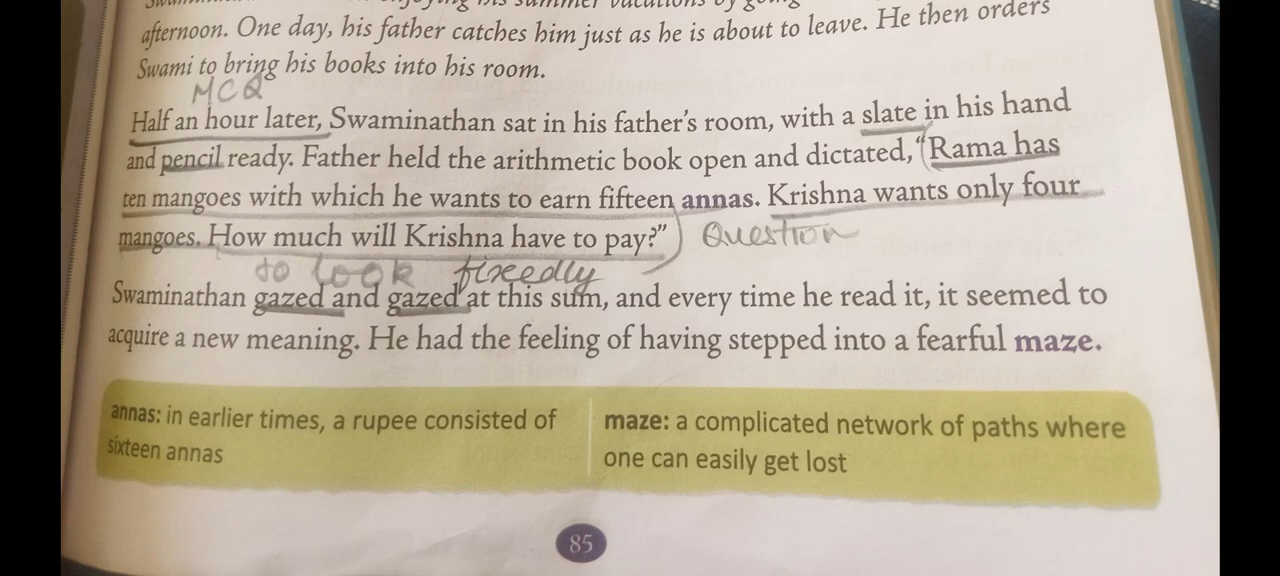 enjoying his summer vacations by going
afternoon. One day, his father catches him just as he is about to leave. He then orders
Swami to bring his books into his room.
MCQ
Half an hour later, Swaminathan sat in his father's room, with a slate in his hand
and pencil ready. Father held the arithmetic book open and dictated, "Rama has
ten mangoes with which he wants to earn fifteen annas. Krishna wants only four
mangoes. How much will Krishna have to pay?" Question
to look fixedly
Swaminathan gazed and gazed at this sum, and every time he read it, it seemed to
acquire a new meaning. He had the feeling of having stepped into a fearful maze.
annas: in earlier times, a rupee consisted of
sixteen annas
maze: a complicated network of paths where
one can easily get lost
85